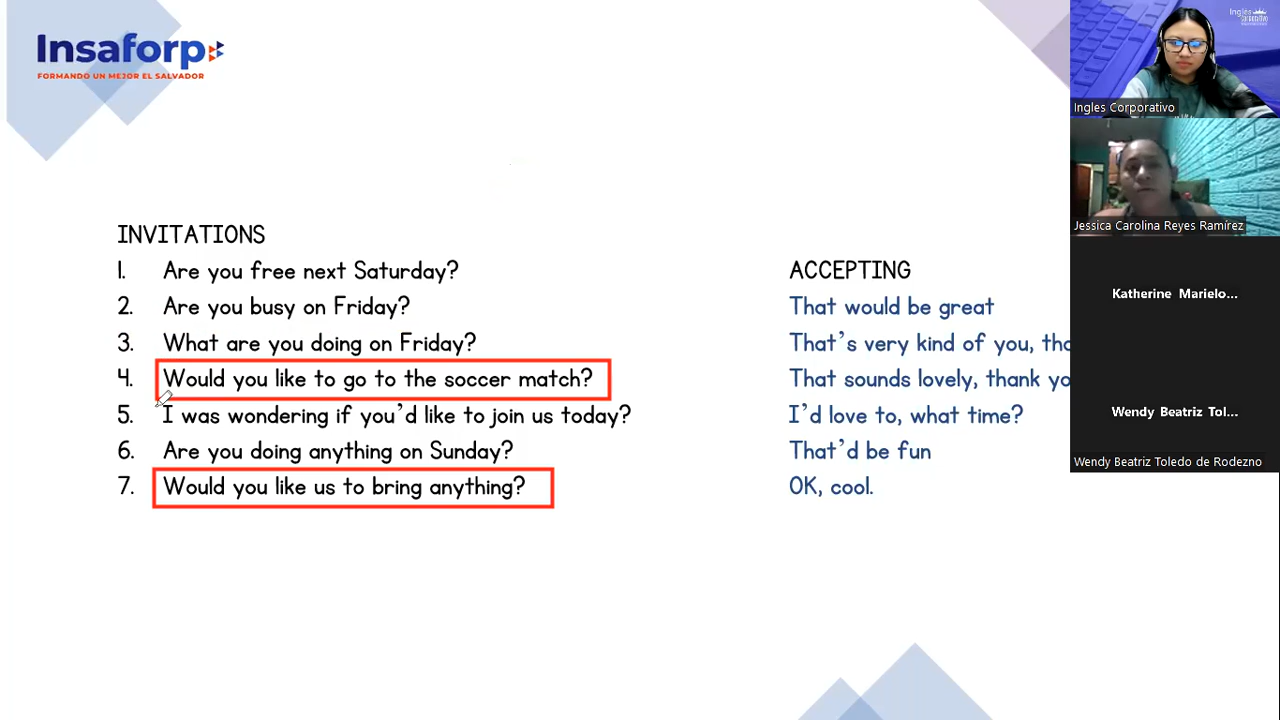 Insaforp
FORMANDO UN MEJOR EL SALVADOR
INVITATIONS
1. Are you free next Saturday?
2. Are you busy on Friday?
3. What are you doing on Friday?
4. Would you like to go to the soccer match?
5. I was wondering if you'd like to join us today?
6. Are you doing anything on Sunday?
7. Would you like us to bring anything?
ACCEPTING
That would be great
That's very kind of you,
That sounds lovely, thank
I'd love to, what time?
That'd be fun
OK, cool.
Ingles Corporativo
Jessica Carolina Reyes Ramírez
Katherine Marielo...
Wendy Beatriz Tol...
Wendy Beatriz Toledo de Rodezno